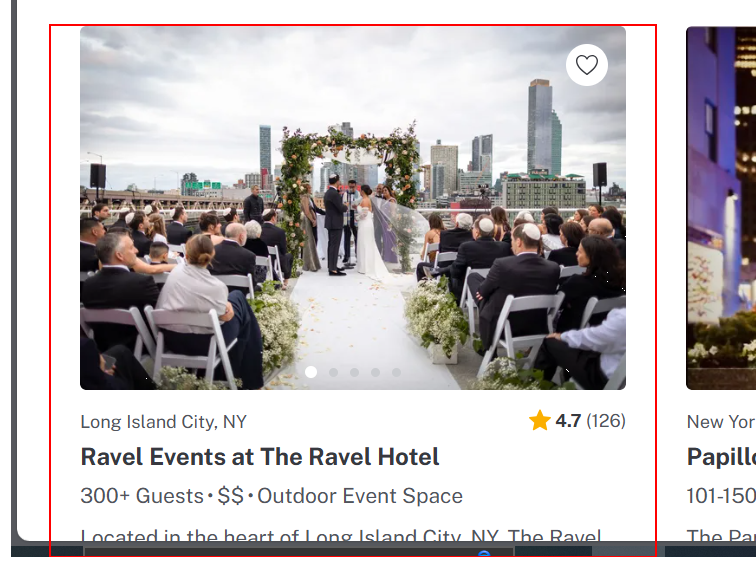 Long Island City, NY
4.7 (126)
Ravel Events at The Ravel Hotel
300+ Guests • $$ • Outdoor Event Space
Located in the heart of Long Island City, NY, The Ravel
New Yor
Papillo
101-150
The Pa